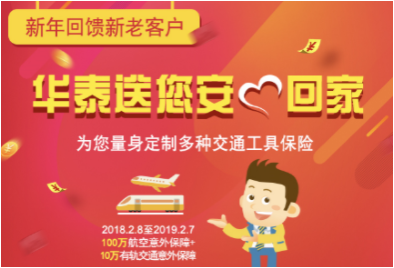 新年回馈新老客户
华泰送您安心回家
为您量身定制多种交通工具保险
2018.2.8至2019.2.7
100万航空意外保障+
10万有轨交通意外保障